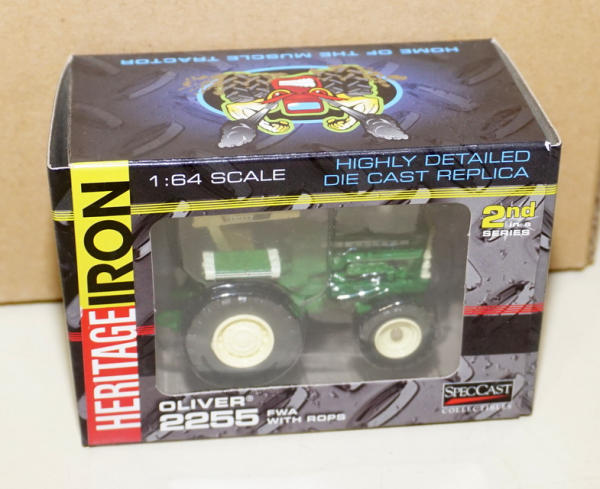 HOME OF THE MUSCLE TRACTOR
1:64 SCALE
HIGHLY DETAILED
DIE CAST REPLICA
HERITAGE IRON
2nd
in a
SERIES
OLIVER®
2255 FWA
WITH ROPS
SPECCAST
COLLECTIBLES